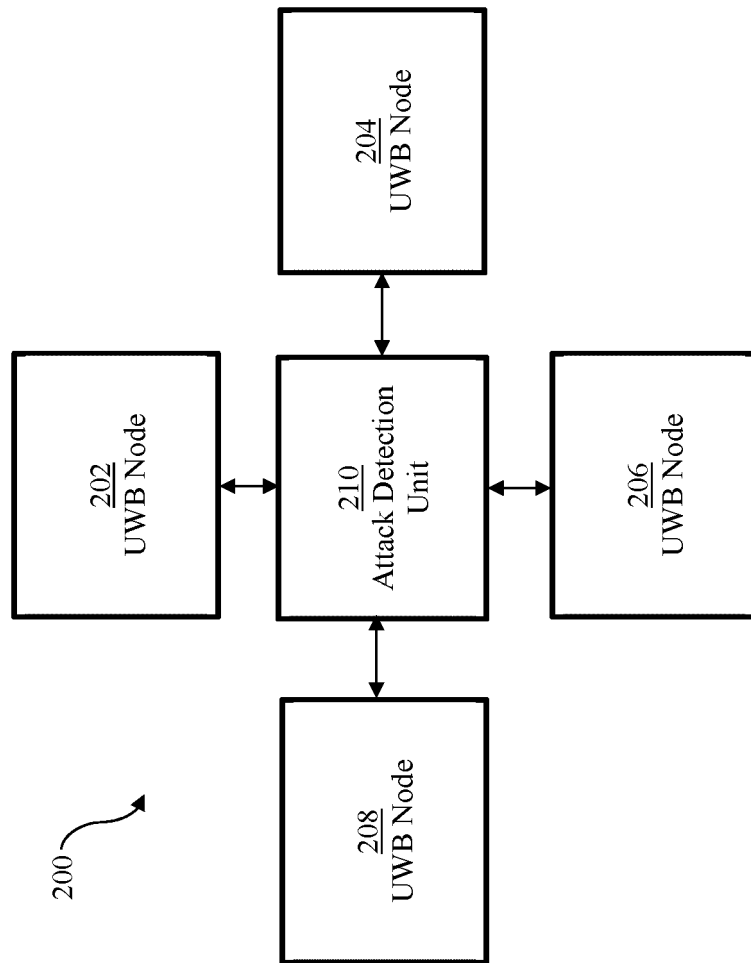 200
202
UWB Node
204
UWB Node
210
Attack Detection
Unit
208
UWB Node
206
UWB Node